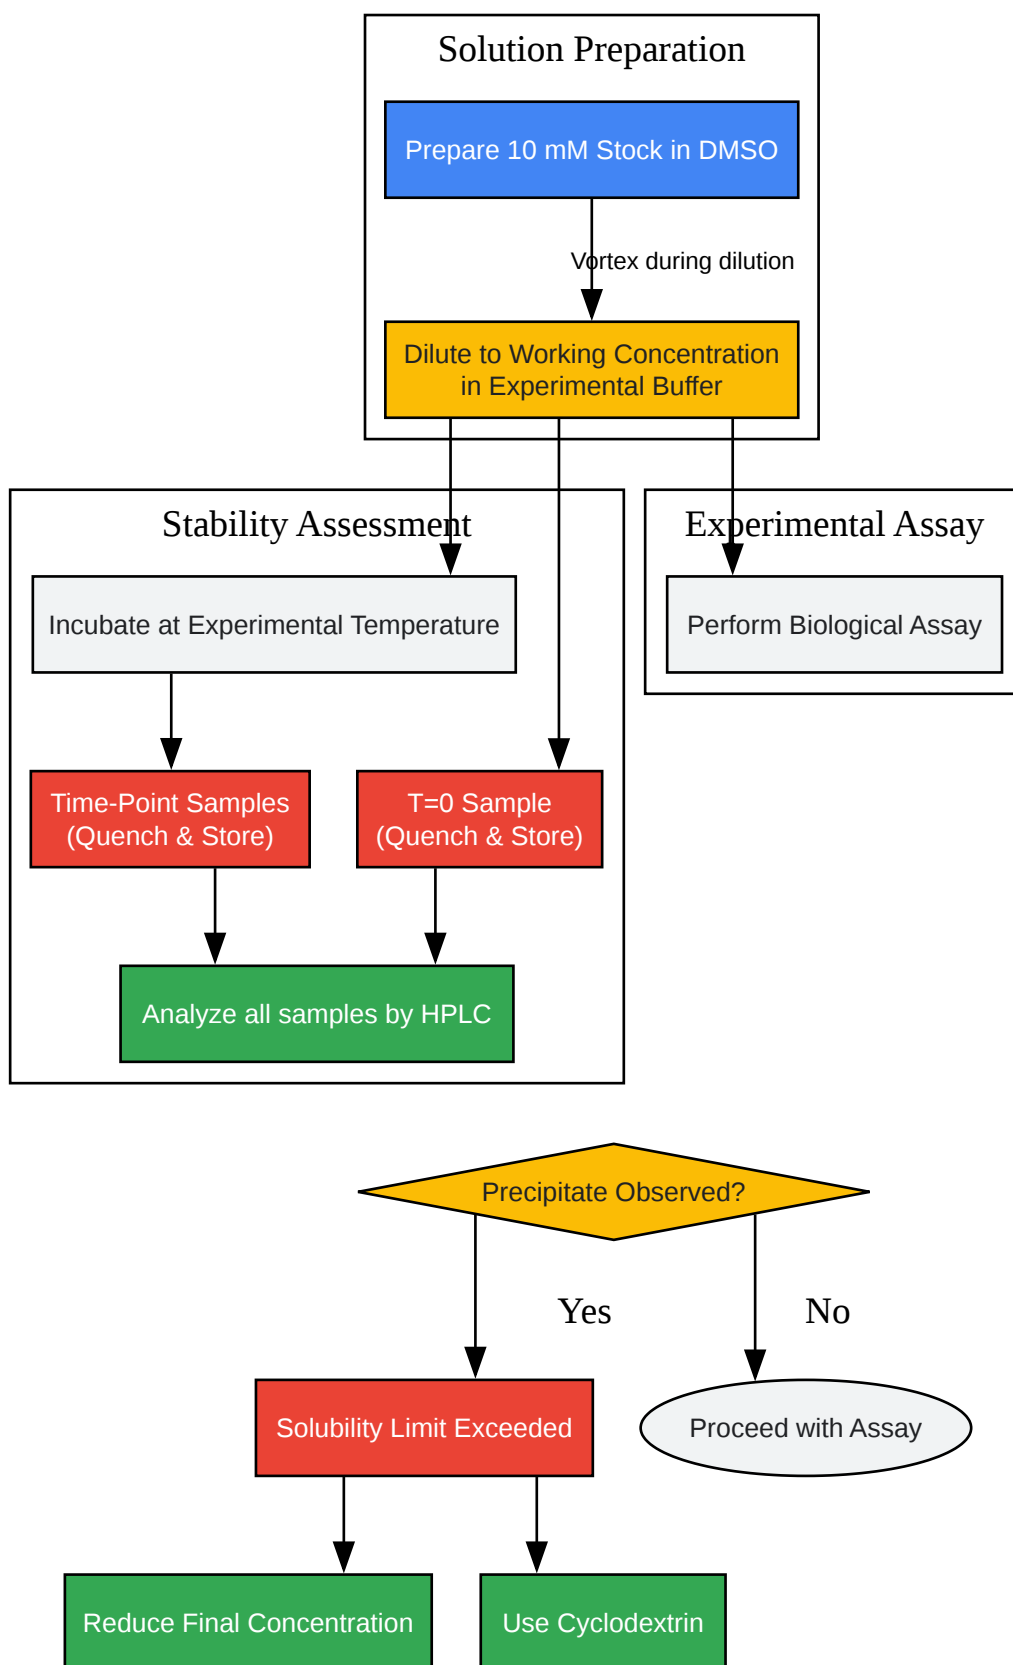 Solution Preparation
Prepare 10 mM Stock in DMSO
Vortex during dilution
Dilute to Working Concentration
in Experimental Buffer
Stability Assessment
Experimental Assay
Incubate at Experimental Temperature
Perform Biological Assay
Time-Point Samples
(Quench & Store)
T=0 Sample
(Quench & Store)
Analyze all samples by HPLC
Precipitate Observed?
Yes
No
Solubility Limit Exceeded
Proceed with Assay
Reduce Final Concentration
Use Cyclodextrin